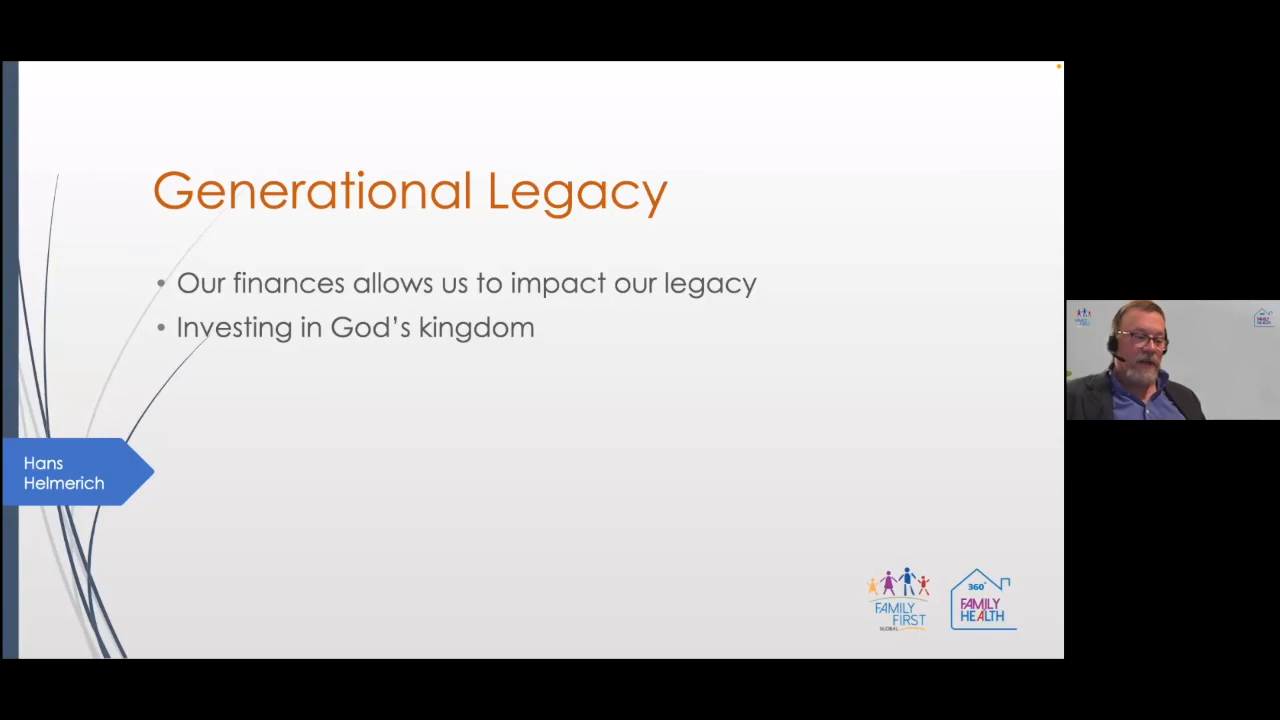 Generational Legacy
• Our finances allows us to impact our legacy
• Investing in God's kingdom
Hans
Helmerich
FAMILY
FIRST
GLOBAL
360°
FAMILY
HEALTH